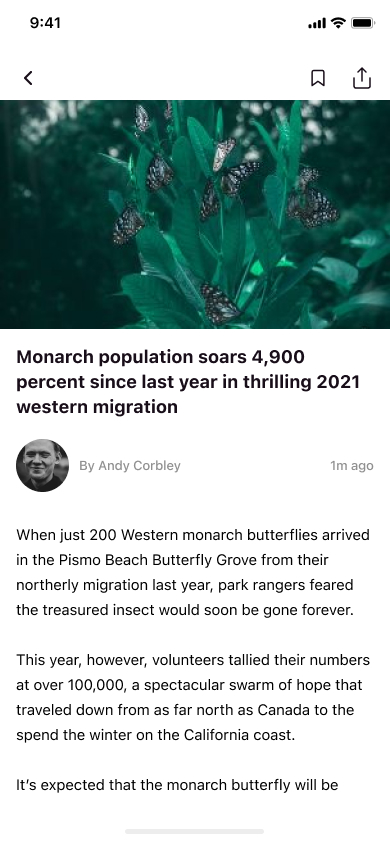 9:41
Monarch population soars 4,900
percent since last year in thrilling 2021
western migration
By Andy Corbley
1m ago
When just 200 Western monarch butterflies arrived
in the Pismo Beach Butterfly Grove from their
northerly migration last year, park rangers feared
the treasured insect would soon be gone forever.
This year, however, volunteers tallied their numbers
at over 100,000, a spectacular swarm of hope that
traveled down from as far north as Canada to the
spend the winter on the California coast.
It’s expected that the monarch butterfly will be